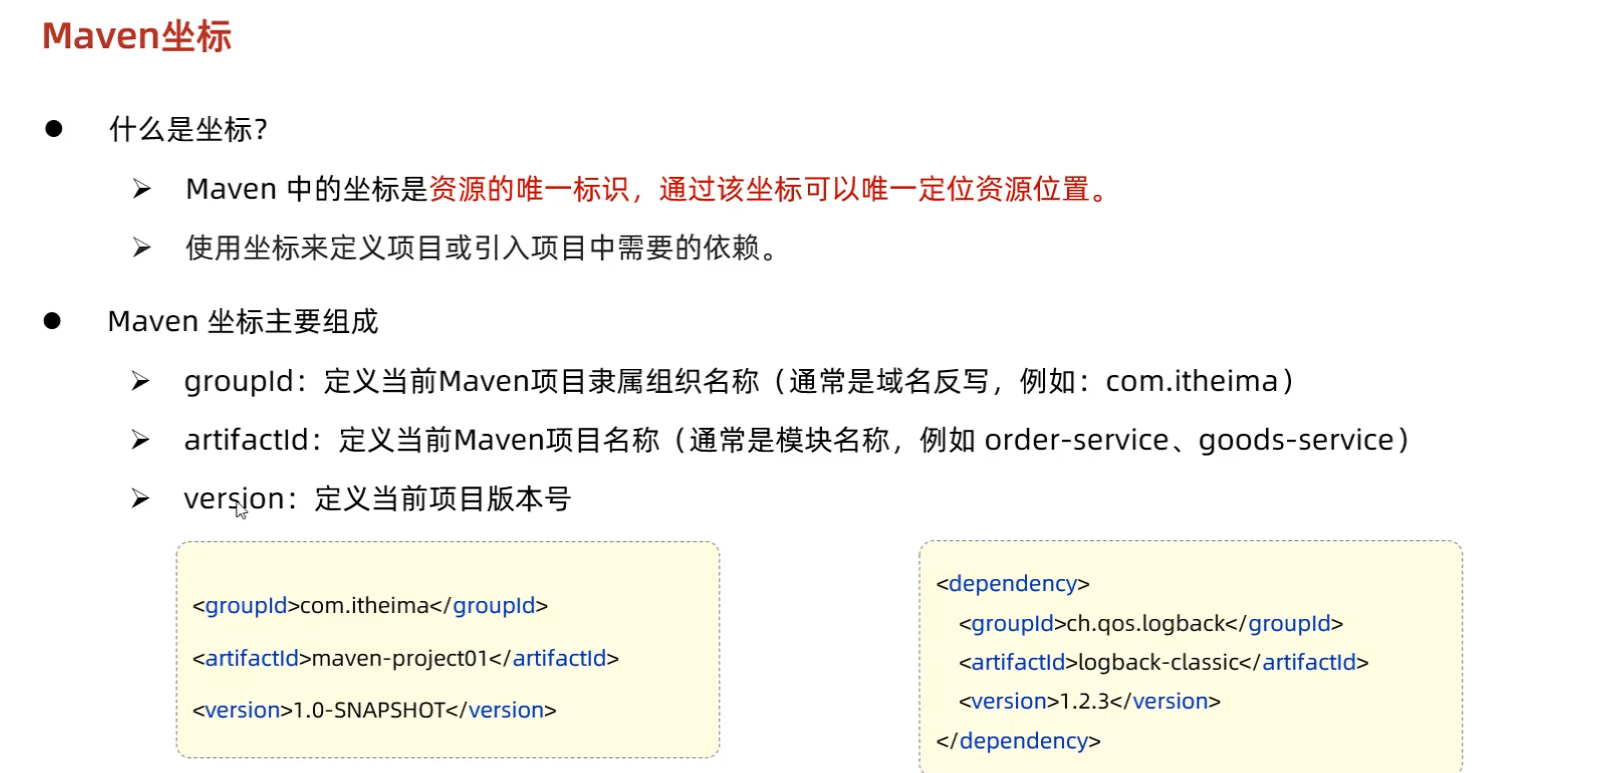 Maven坐标
什么是坐标?
Maven 中的坐标是资源的唯一标识，通过该坐标可以唯一定位资源位置。
使用坐标来定义项目或引入项目中需要的依赖。
Maven 坐标主要组成
groupId：定义当前Maven项目隶属组织名称（通常是域名反写，例如：com.itheima）
artifactId：定义当前Maven项目名称（通常是模块名称，例如 order-service、goods-service）
version：定义当前项目版本号
<groupId>com.itheima</groupId>
<artifactId>maven-project01</artifactId>
<version>1.0-SNAPSHOT</version>
<dependency>
<groupId>ch.qos.logback</groupId>
<artifactId>logback-classic</artifactId>
<version>1.2.3</version>
</dependency>